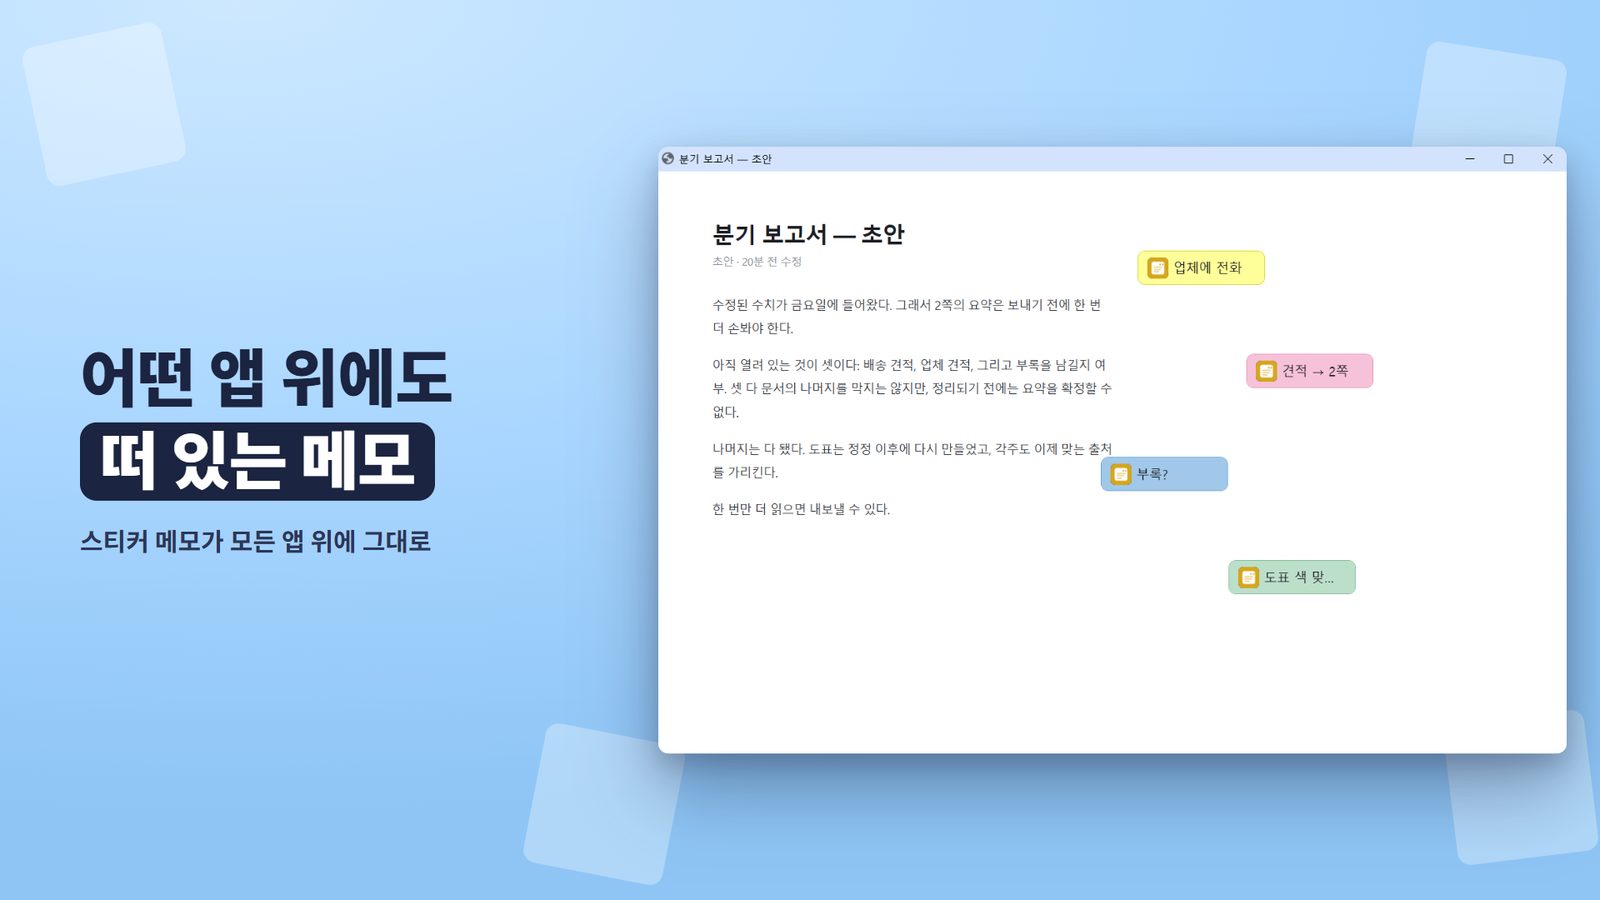 어떤 앱 위에도
떠 있는 메모
스티커 메모가 모든 앱 위에 그대로
분기 보고서 — 초안
분기 보고서 — 초안
초안 · 20분 전 수정
수정된 수치가 금요일에 들어왔다. 그래서 2쪽의 요약은 보내기 전에 한 번
더 손봐야 한다.
아직 열려 있는 것이 셋이다: 배송 견적, 업체 견적, 그리고 부록을 남길지 여
부. 셋 다 문서의 나머지를 막지는 않지만, 정리되기 전에는 요약을 확정할 수
없다.
나머지는 다 됐다. 도표는 정정 이후에 다시 만들었고, 각주도 이제 맞는 출처
를 가리킨다.
한 번만 더 읽으면 내보낼 수 있다.
업체에 전화
견적 → 2쪽
부록?
도표 색 맞...